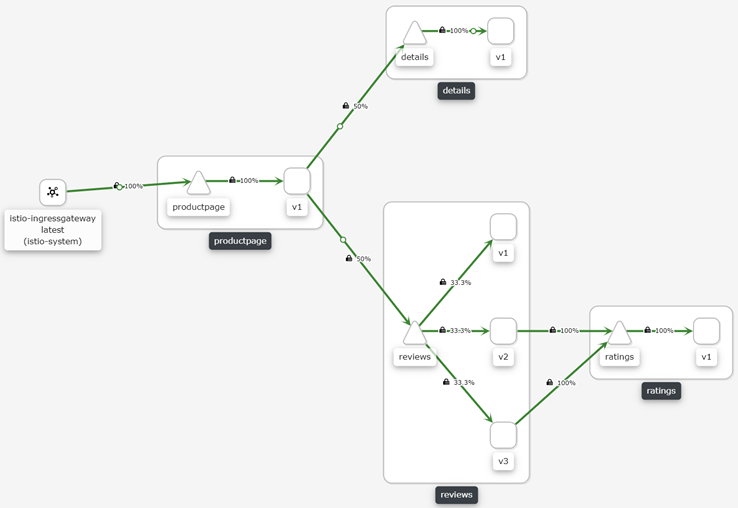 100%
details
v1
details
50%
100%
100%
productpage
v1
productpage
istio-ingressgateway
latest
(istio-system)
50%
v1
33.3%
33.3%
reviews
v2
100%
100%
ratings
v1
ratings
33.3%
100%
v3
reviews